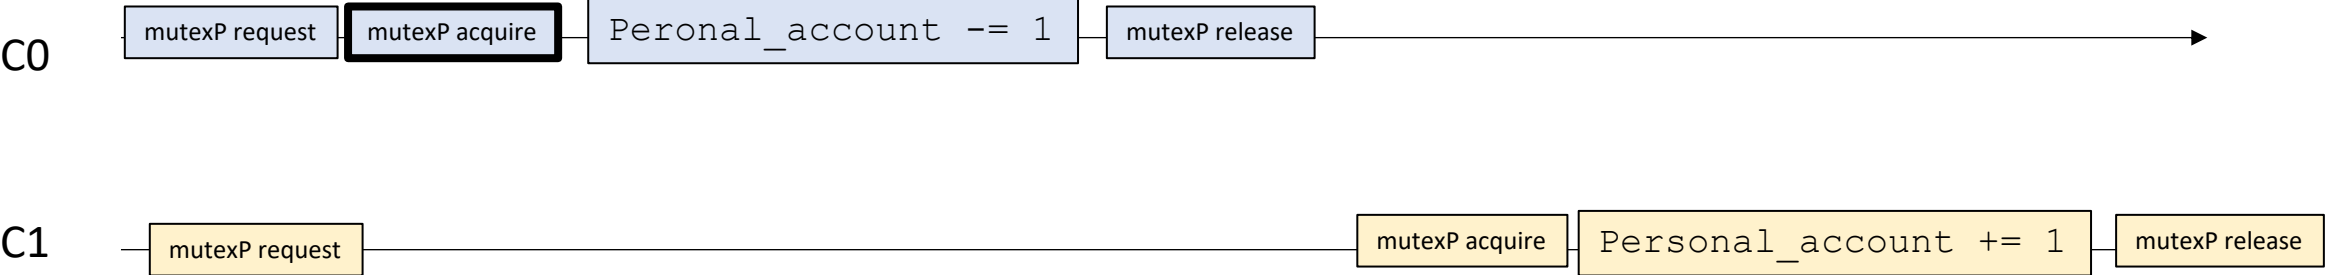 C0 mutexP request mutexP acquire Peronal_account -= 1 mutexP release
C1 mutexP request mutexP acquire Personal_account += 1 mutexP release